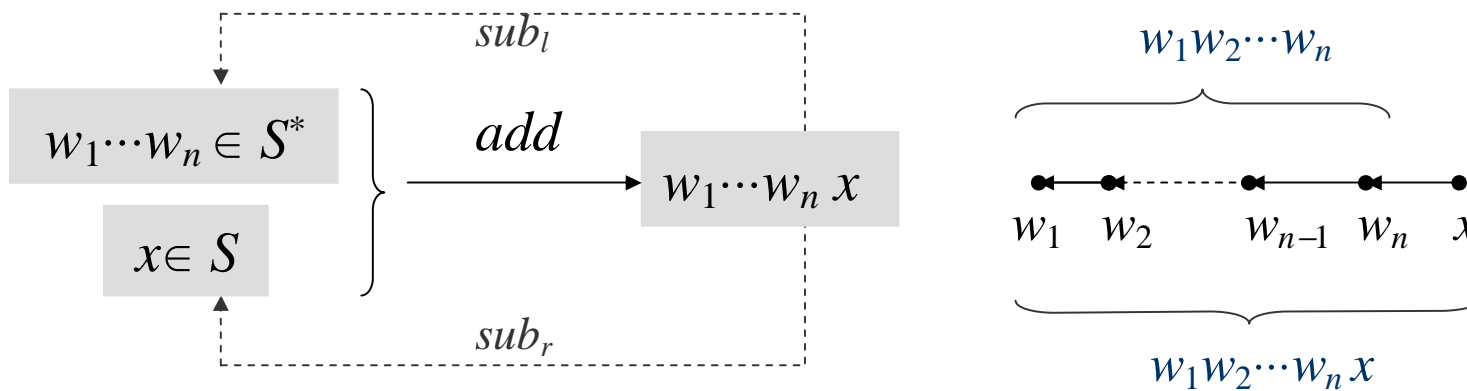 sub_l
w_1⋯w_n ∈ S^*
add
w_1⋯w_n x
x∈ S
sub_r
w_1w_2⋯w_n
w_1 w_2 w_{n−1} w_n x
w_1w_2⋯w_n x